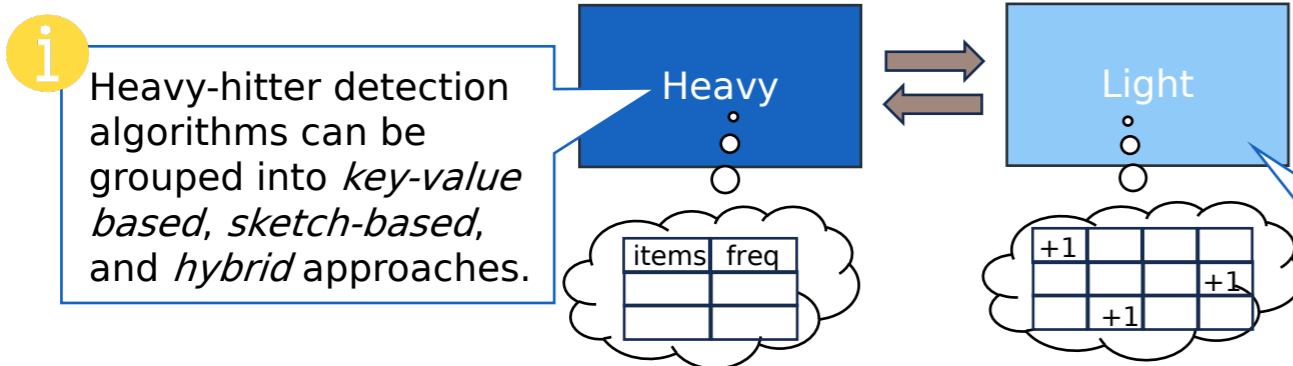 i
Heavy-hitter detection
algorithms can be
grouped into key-value
based, sketch-based,
and hybrid approaches.
Heavy
Light
items freq
+1
+1
+1